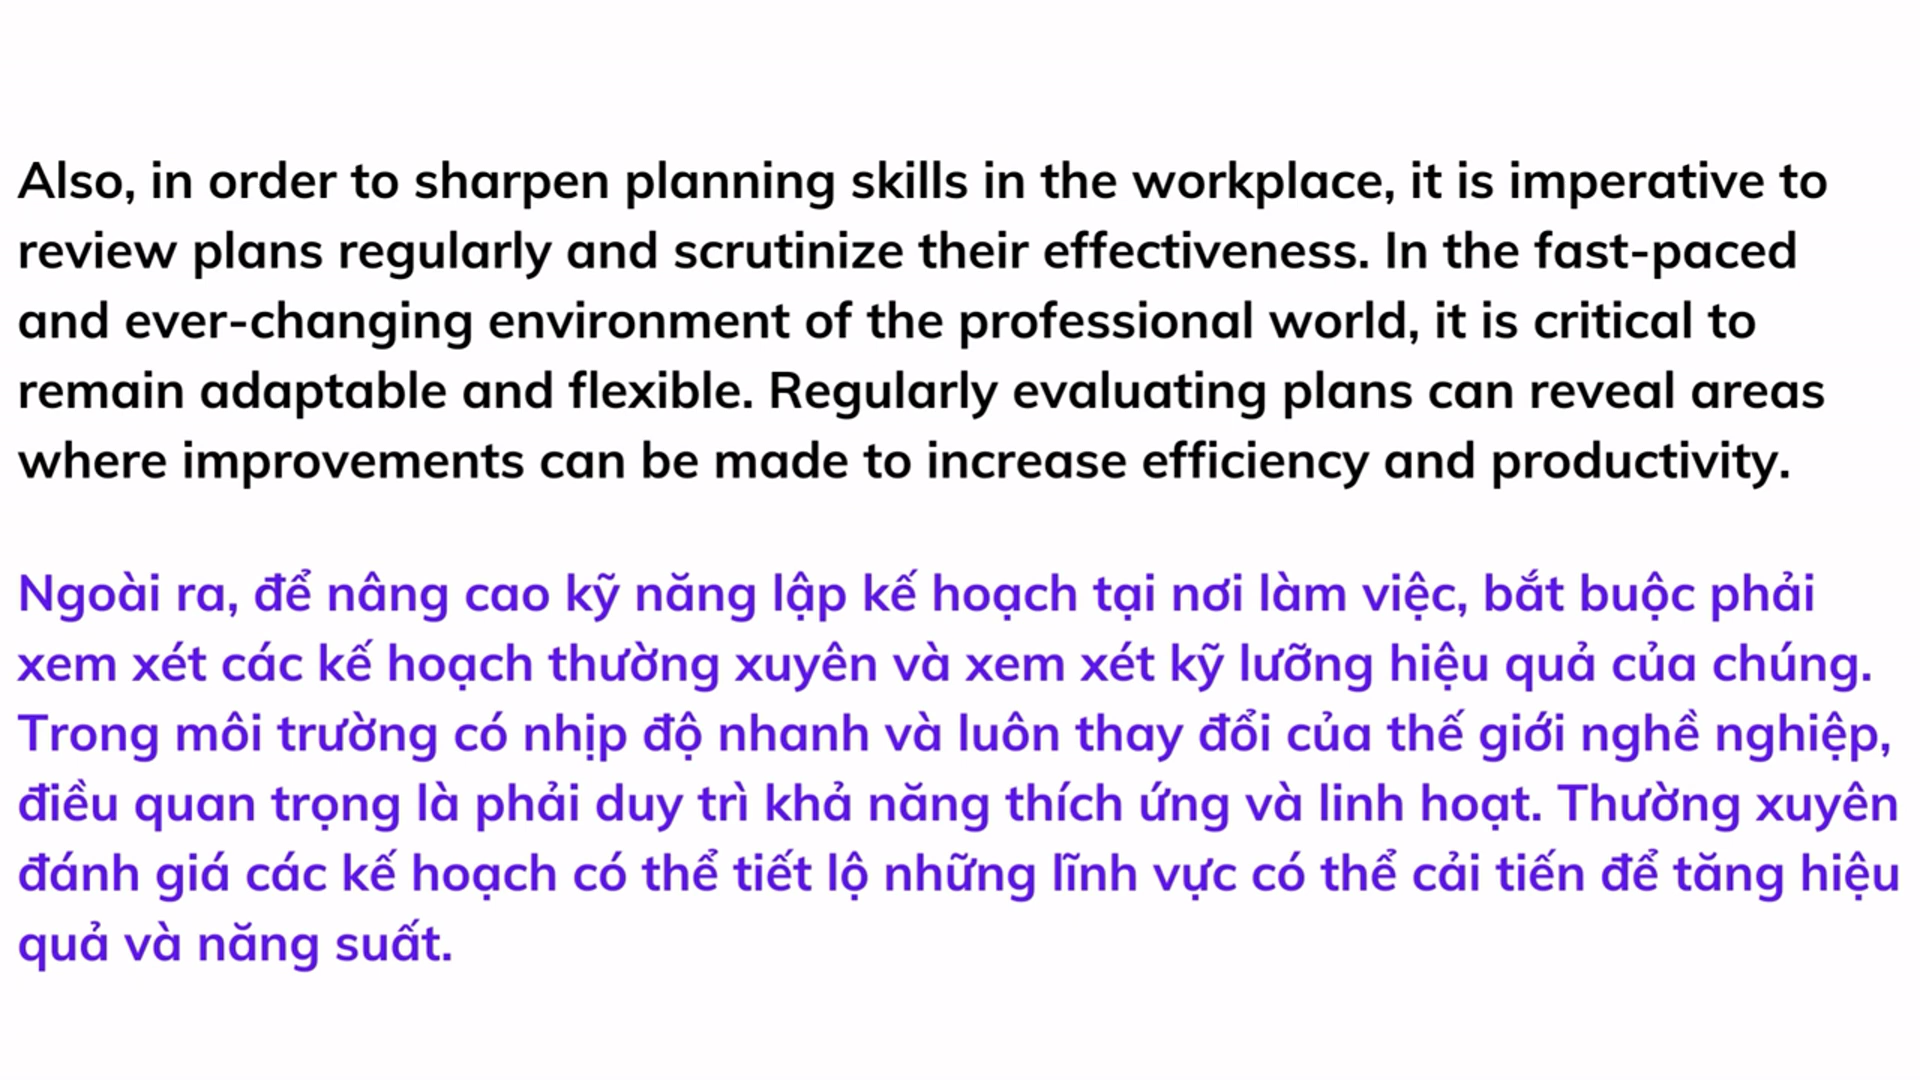 Also, in order to sharpen planning skills in the workplace, it is imperative to
review plans regularly and scrutinize their effectiveness. In the fast-paced
and ever-changing environment of the professional world, it is critical to
remain adaptable and flexible. Regularly evaluating plans can reveal areas
where improvements can be made to increase efficiency and productivity.
Ngoài ra, để nâng cao kỹ năng lập kế hoạch tại nơi làm việc, bắt buộc phải
xem xét các kế hoạch thường xuyên và xem xét kỹ lưỡng hiệu quả của chúng.
Trong môi trường có nhịp độ nhanh và luôn thay đổi của thế giới nghề nghiệp,
điều quan trọng là phải duy trì khả năng thích ứng và linh hoạt. Thường xuyên
đánh giá các kế hoạch có thể tiết lộ những lĩnh vực có thể cải tiến để tăng hiệu
quả và năng suất.